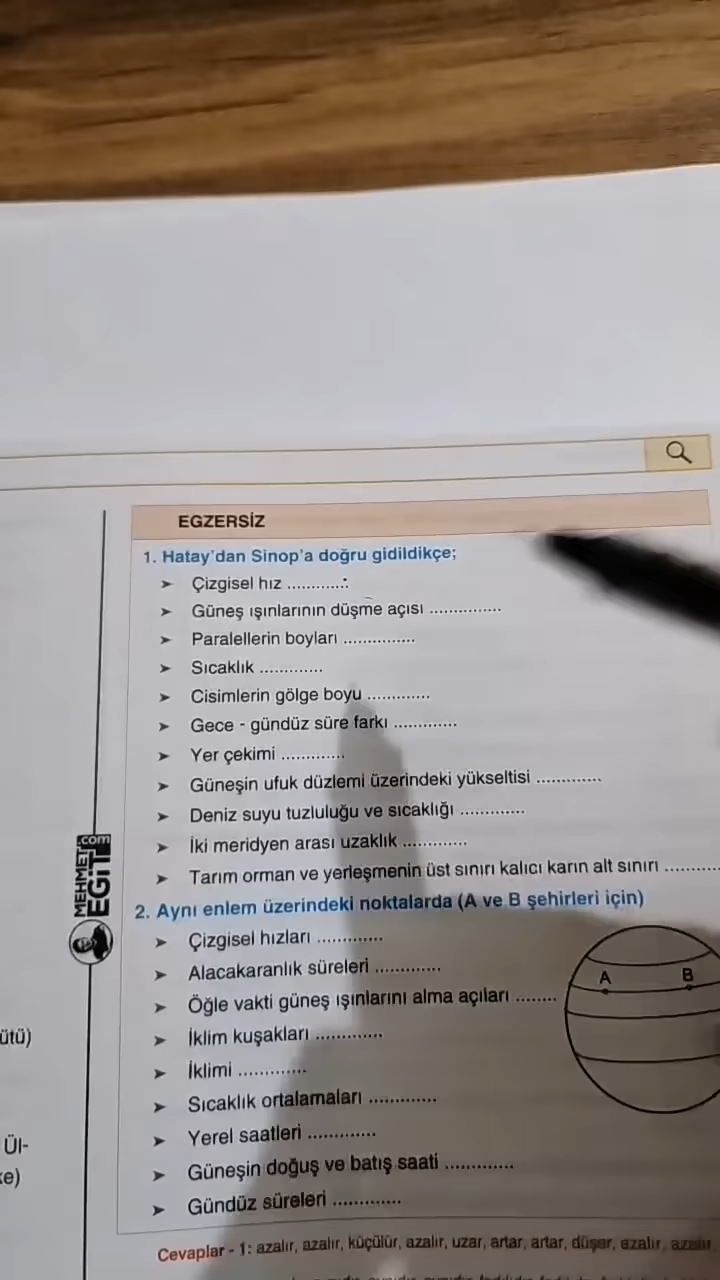 EGZERSİZ
1. Hatay'dan Sinop'a doğru gidildikçe;
➤ Çizgisel hız ............:
➤ Güneş ışınlarının düşme açısı ...............
➤ Paralellerin boyları ...............
➤ Sıcaklık .............
➤ Cisimlerin gölge boyu .............
➤ Gece - gündüz süre farkı .............
➤ Yer çekimi .............
➤ Güneşin ufuk düzlemi üzerindeki yükseltisi .............
➤ Deniz suyu tuzluluğu ve sıcaklığı .............
➤ İki meridyen arası uzaklık .............
➤ Tarım orman ve yerleşmenin üst sınırı kalıcı karın alt sınırı ...........
2. Aynı enlem üzerindeki noktalarda (A ve B şehirleri için)
➤ Çizgisel hızları .............
➤ Alacakaranlık süreleri .............
➤ Öğle vakti güneş ışınlarını alma açıları ........
➤ İklim kuşakları .............
➤ İklimi .............
➤ Sıcaklık ortalamaları .............
➤ Yerel saatleri .............
➤ Güneşin doğuş ve batış saati .............
➤ Gündüz süreleri .............
A B
Cevaplar - 1: azalır, azalır, küçülür, azalır, uzar, artar, artar, düşer, azalır, azalır
MEHMET
EĞİT.com
ütü)
Ül-
ke)